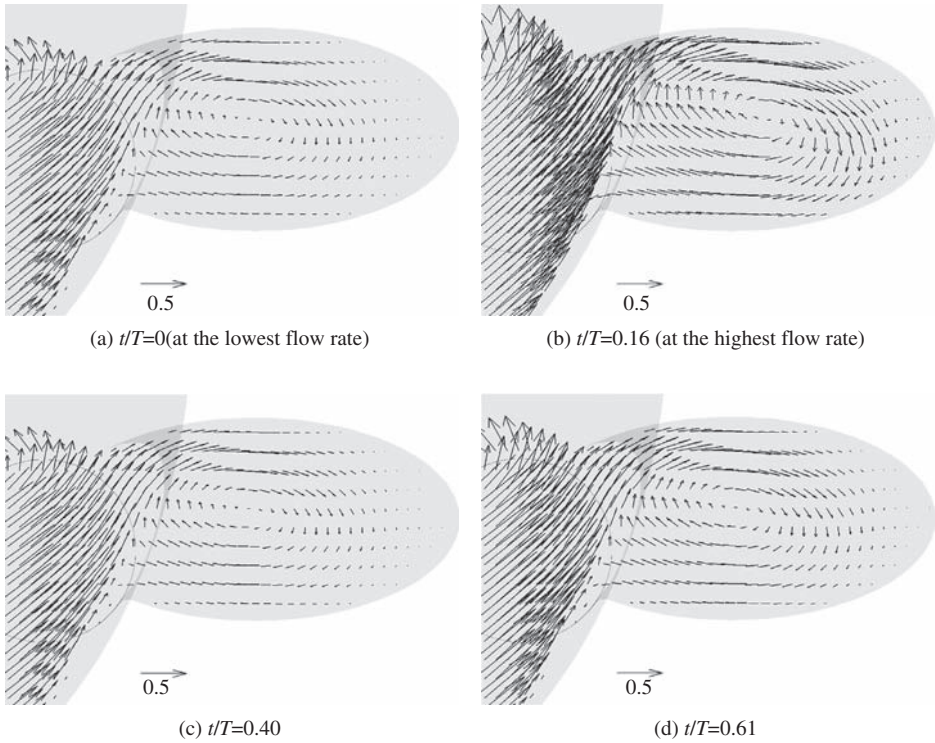 0.5
0.5
(a) t/T=0(at the lowest flow rate)
(b) t/T=0.16 (at the highest flow rate)
0.5
0.5
(c) t/T=0.40
(d) t/T=0.61